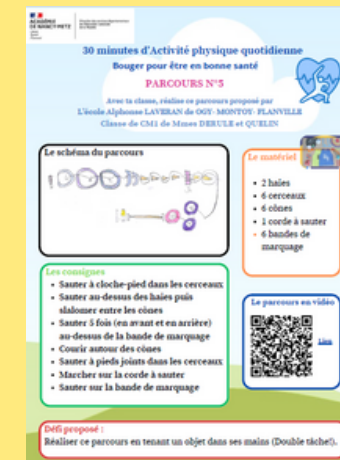 ACADÉMIE
DE NANCY-METZ
30 minutes d'Activité physique quotidienne
Bouger pour être en bonne santé
PARCOURS N°5
Avec ta classe, réalise ce parcours proposé par
L'école Alphonse LAVERAN de OGY- MONTOY- FLANVILLE
Classe de CM1 de Mmes DERULE et QUELIN
Le schéma du parcours
Le matériel
• 2 haies
• 6 cerceaux
• 6 cônes
• 1 corde à sauter
• 6 bandes de
marquage
Les consignes
• Sauter à cloche-pied dans les cerceaux
• Sauter au-dessus des haies puis
slalomer entre les cônes
• Sauter 5 fois (en avant et en arrière)
au-dessus de la bande de marquage
• Courir autour des cônes
• Sauter à pieds joints dans les cerceaux
• Marcher sur la corde à sauter
• Sauter sur la bande de marquage
Le parcours en vidéo
Lien
Défi proposé :
Réaliser ce parcours en tenant un objet dans ses mains (Double tâche!).